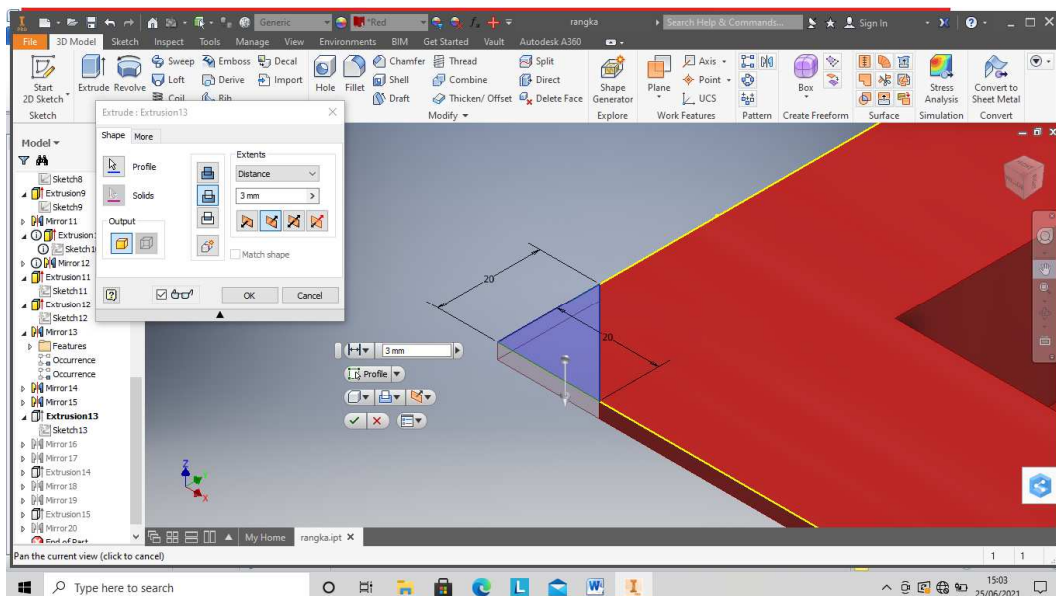 PRO
Generic
*Red
rangka
Search Help & Commands...
Sign In
File 3D Model Sketch Inspect Tools Manage View Environments BIM Get Started Vault Autodesk A360
Start
2D Sketch
Extrude Revolve
Sweep Emboss Decal
Loft Derive Import
Coil Rib
Hole Fillet
Chamfer Thread Split
Shell Combine Direct
Draft Thicken/ Offset Delete Face
Shape
Generator
Plane
Axis
Point
UCS
Box
Stress
Analysis
Convert to
Sheet Metal
Sketch Modify Explore Work Features Pattern Create Freeform Surface Simulation Convert
Extrude : Extrusion13
Shape More
Profile
Solids
Output
Extents
Distance
3 mm
Match shape
OK Cancel
Model
Sketch8
Extrusion9
Sketch9
Mirror11
Extrusion
Sketch1
Mirror12
Extrusion11
Sketch11
Extrusion12
Sketch12
Mirror13
Features
Occurrence
Occurrence
Mirror14
Mirror15
Extrusion13
Sketch13
Mirror16
Mirror17
Extrusion14
Mirror18
Mirror19
Extrusion15
Mirror20
End of Part
20
20
3 mm
Profile
Z
X
My Home rangka.ipt
Pan the current view (click to cancel)
1 1
Type here to search
15:03
25/06/2021